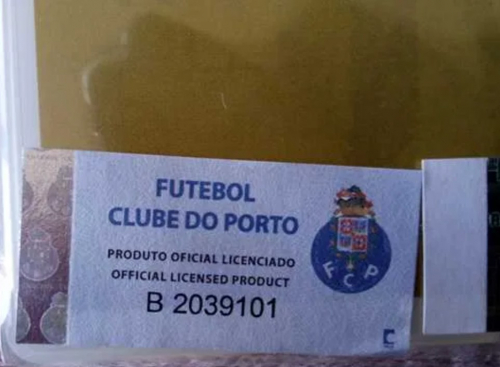 FUTEBOL
CLUBE DO PORTO
PRODUTO OFICIAL LICENCIADO
OFFICIAL LICENSED PRODUCT
B 2039101
FCP